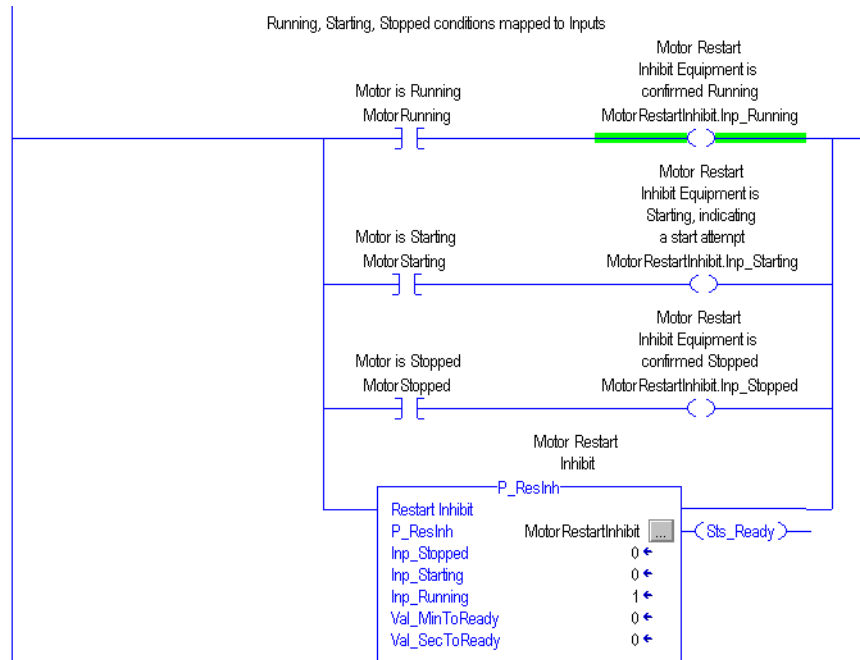 Running, Starting, Stopped conditions mapped to Inputs
Motor Restart
Inhibit Equipment is
confirmed Running
Motor is Running
MotorRunning
MotorRestartInhibit.Inp_Running
Motor Restart
Inhibit Equipment is
Starting, indicating
a start attempt
Motor is Starting
MotorStarting
MotorRestartInhibit.Inp_Starting
Motor Restart
Inhibit Equipment is
confirmed Stopped
Motor is Stopped
MotorStopped
MotorRestartInhibit.Inp_Stopped
Motor Restart
Inhibit
P_ResInh
Restart Inhibit
P_ResInh MotorRestartInhibit ... Sts_Ready
Inp_Stopped 0
Inp_Starting 0
Inp_Running 1
Val_MinToReady 0
Val_SecToReady 0